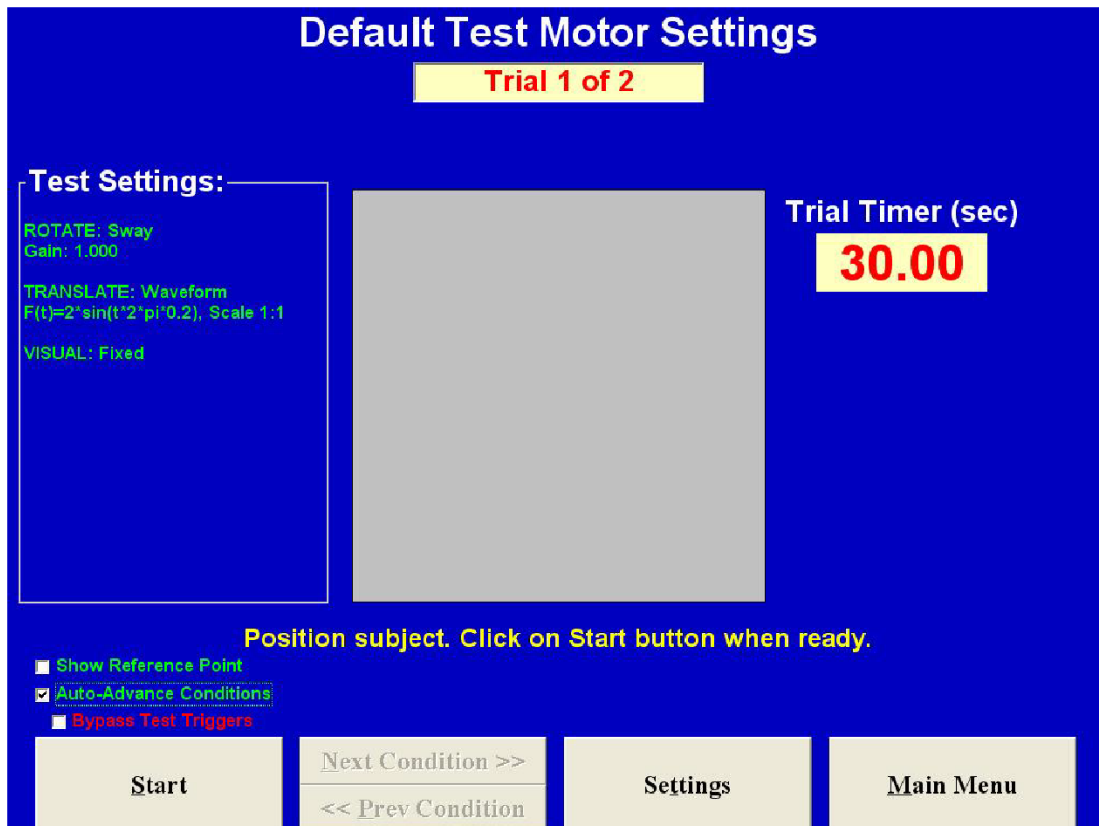 Default Test Motor Settings
Trial 1 of 2
Test Settings:
ROTATE: Sway
Gain: 1.000
TRANSLATE: Waveform
F(t)=2*sin(t*2*pi*0.2), Scale 1:1
VISUAL: Fixed
Trial Timer (sec)
30.00
Position subject. Click on Start button when ready.
Show Reference Point
Auto-Advance Conditions
Bypass Test Triggers
Start
Next Condition >>
<< Prev Condition
Settings
Main Menu